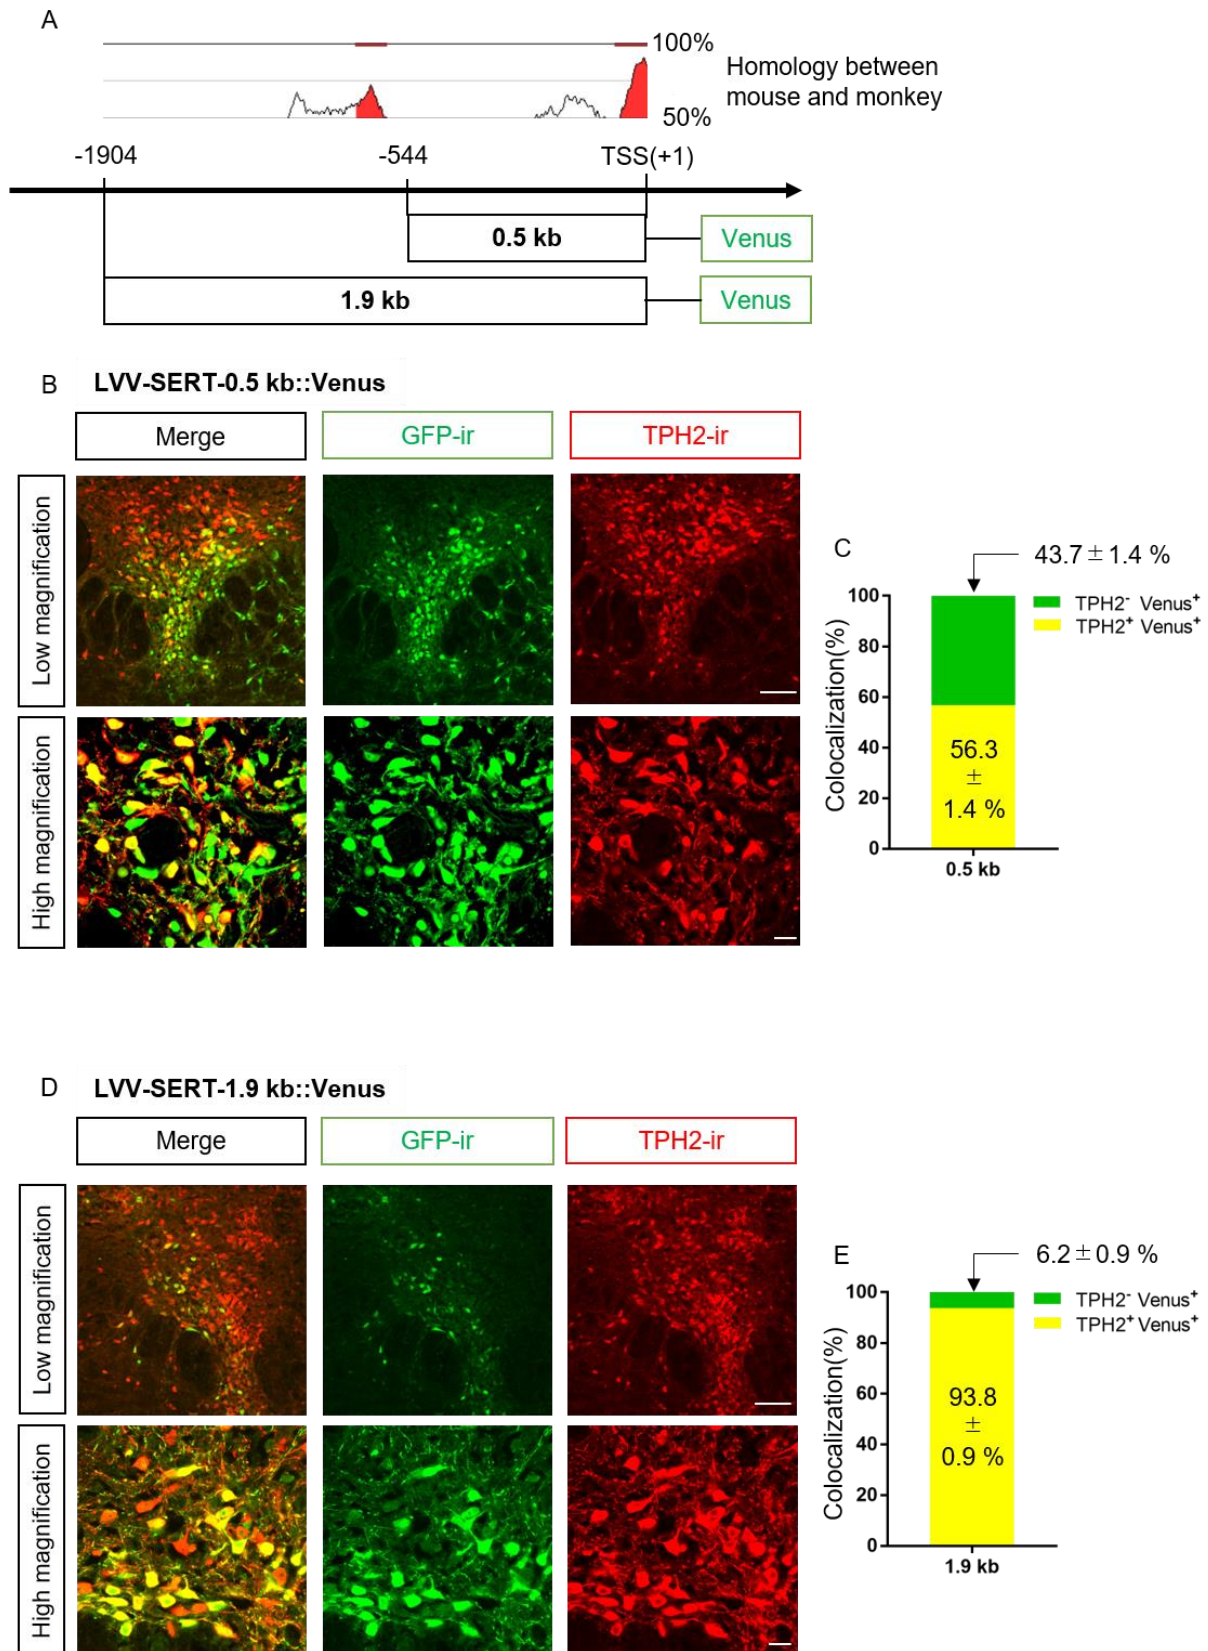 A
100%
Homology between
mouse and monkey
50%
-1904
-544
TSS(+1)
0.5 kb
Venus
1.9 kb
Venus
B
LVV-SERT-0.5 kb::Venus
Merge
GFP-ir
TPH2-ir
Low magnification
High magnification
C
43.7 ± 1.4 %
TPH2⁻ Venus⁺
TPH2⁺ Venus⁺
Colocalization(%)
100
80
60
40
20
0
56.3
±
1.4 %
0.5 kb
D
LVV-SERT-1.9 kb::Venus
Merge
GFP-ir
TPH2-ir
Low magnification
High magnification
E
6.2 ± 0.9 %
TPH2⁻ Venus⁺
TPH2⁺ Venus⁺
Colocalization(%)
100
80
60
40
20
0
93.8
±
0.9 %
1.9 kb